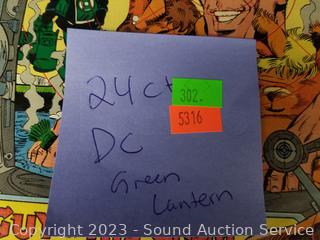 24 ct
302.
5316
DC
Green
Lantern
Copyright 2023 - Sound Auction Service